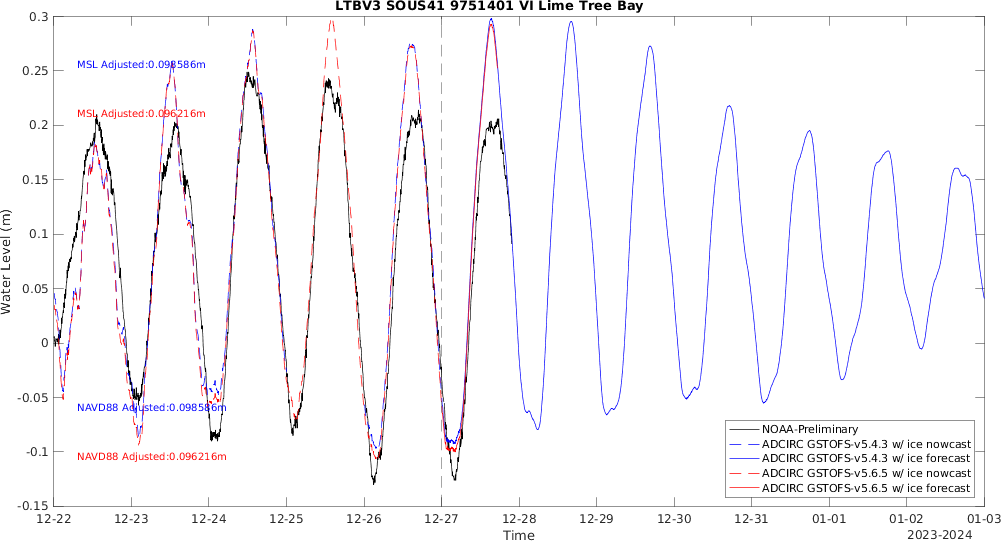 LTBV3 SOUS41 9751401 VI Lime Tree Bay
0.3
0.25
0.2
0.15
0.1
0.05
0
-0.05
-0.1
-0.15
Water Level (m)
MSL Adjusted:0.098586m
MSL Adjusted:0.096216m
NAVD88 Adjusted:0.098586m
NAVD88 Adjusted:0.096216m
NOAA-Preliminary
ADCIRC GSTOFS-v5.4.3 w/ ice nowcast
ADCIRC GSTOFS-v5.4.3 w/ ice forecast
ADCIRC GSTOFS-v5.6.5 w/ ice nowcast
ADCIRC GSTOFS-v5.6.5 w/ ice forecast
12-22 12-23 12-24 12-25 12-26 12-27 12-28 12-29 12-30 12-31 01-01 01-02 01-03
Time
2023-2024